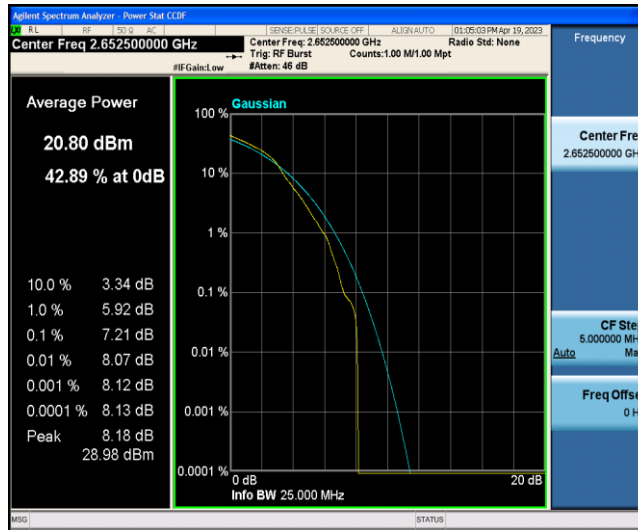 Agilent Spectrum Analyzer - Power Stat CCDF
RL RF 50 Ω AC SENSE:PULSE SOURCE OFF ALIGN AUTO 01:05:03 PM Apr 19, 2023
Center Freq 2.652500000 GHz
Center Freq: 2.652500000 GHz Radio Std: None
Trig: RF Burst Counts:1.00 M/1.00 Mpt
#IFGain:Low #Atten: 46 dB
Frequency
Average Power
20.80 dBm
42.89 % at 0dB
10.0 % 3.34 dB
1.0 % 5.92 dB
0.1 % 7.21 dB
0.01 % 8.07 dB
0.001 % 8.12 dB
0.0001 % 8.13 dB
Peak 8.18 dB
28.98 dBm
Gaussian
100 %
10 %
1 %
0.1 %
0.01 %
0.001 %
0.0001 %
0 dB 20 dB
Info BW 25.000 MHz
Center Fre
2.652500000 GH
CF Ste
5.000000 MH
Auto Ma
Freq Offse
0 H
MSG STATUS